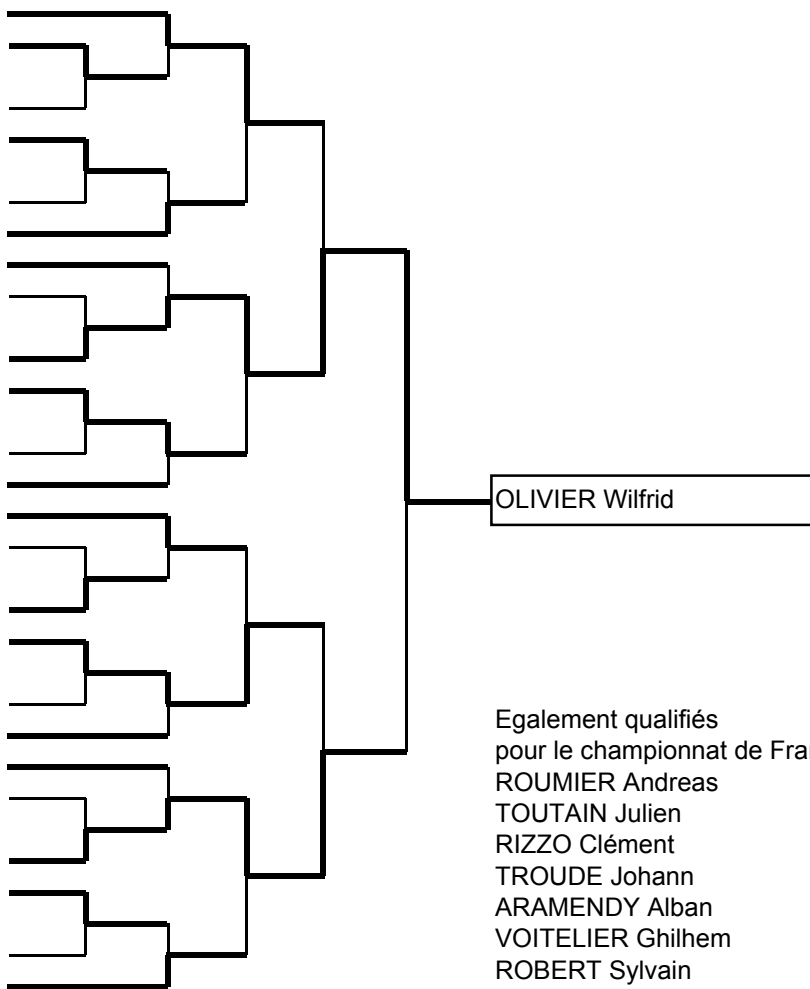 OLIVIER Wilfrid
Egalement qualifiés
pour le championnat de Fra
ROUMIER Andreas
TOUTAIN Julien
RIZZO Clément
TROUDE Johann
ARAMENDY Alban
VOITELIER Ghilhem
ROBERT Sylvain